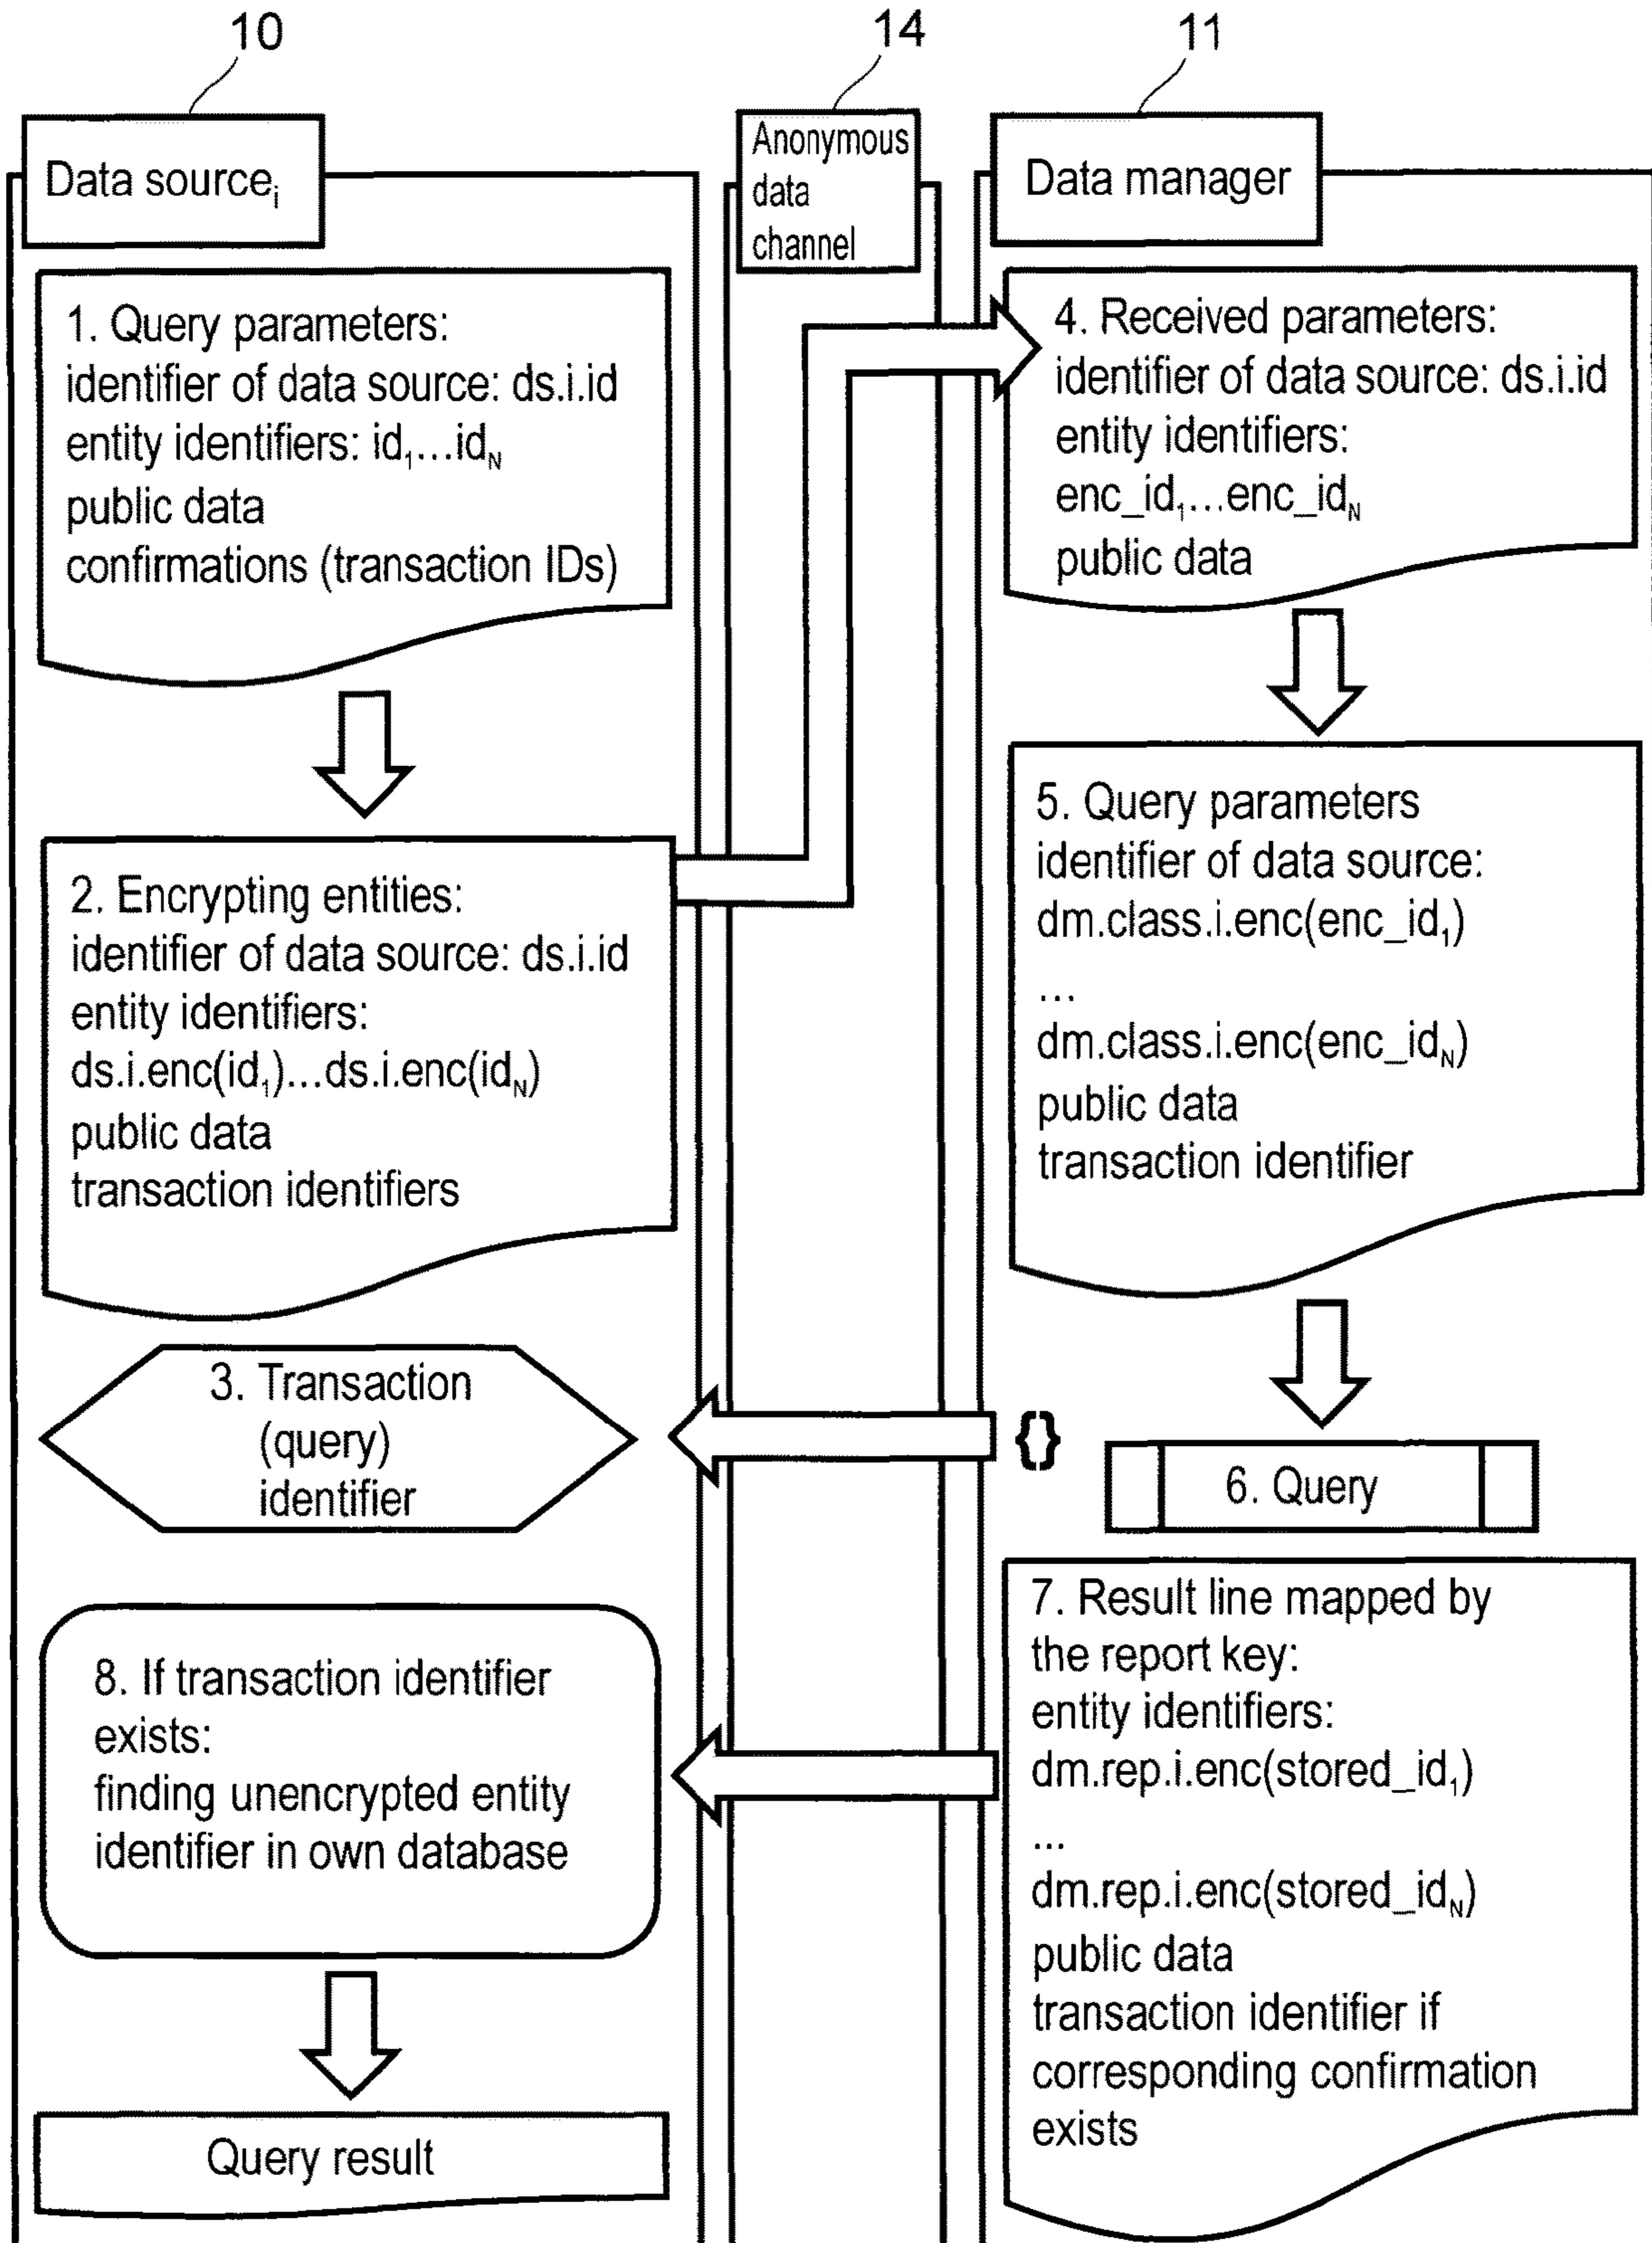 10
14
11
Data sourceᵢ
Anonymous
data
channel
Data manager
1. Query parameters:
identifier of data source: ds.i.id
entity identifiers: id₁...id_N
public data
confirmations (transaction IDs)
2. Encrypting entities:
identifier of data source: ds.i.id
entity identifiers:
ds.i.enc(id₁)...ds.i.enc(id_N)
public data
transaction identifiers
3. Transaction
(query)
identifier
4. Received parameters:
identifier of data source: ds.i.id
entity identifiers:
enc_id₁...enc_id_N
public data
5. Query parameters
identifier of data source:
dm.class.i.enc(enc_id₁)
...
dm.class.i.enc(enc_id_N)
public data
transaction identifier
{}
6. Query
7. Result line mapped by
the report key:
entity identifiers:
dm.rep.i.enc(stored_id₁)
...
dm.rep.i.enc(stored_id_N)
public data
transaction identifier if
corresponding confirmation
exists
8. If transaction identifier
exists:
finding unencrypted entity
identifier in own database
Query result